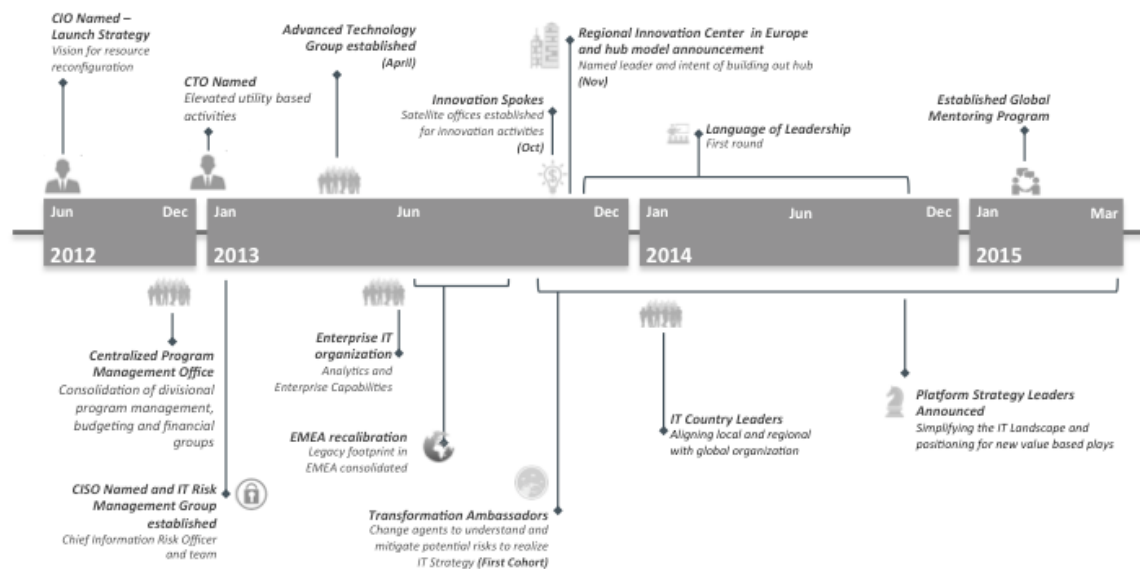 CIO Named –
Launch Strategy
Vision for resource
reconfiguration
CTO Named
Elevated utility based
activities
Advanced Technology
Group established
(April)
Innovation Spokes
Satellite offices established
for innovation activities
(Oct)
Regional Innovation Center in Europe
and hub model announcement
Named leader and intent of building out hub
(Nov)
Language of Leadership
First round
Established Global
Mentoring Program
Jun Dec
2012
Jan Jun Dec
2013
Jan Jun Dec
2014
Jan Mar
2015
Centralized Program
Management Office
Consolidation of divisional
program management,
budgeting and financial
groups
CISO Named and IT Risk
Management Group
established
Chief Information Risk Officer
and team
Enterprise IT
organization
Analytics and
Enterprise Capabilities
EMEA recalibration
Legacy footprint in
EMEA consolidated
Transformation Ambassadors
Change agents to understand and
mitigate potential risks to realize
IT Strategy (First Cohort)
IT Country Leaders
Aligning local and regional
with global organization
Platform Strategy Leaders
Announced
Simplifying the IT Landscape and
positioning for new value based plays